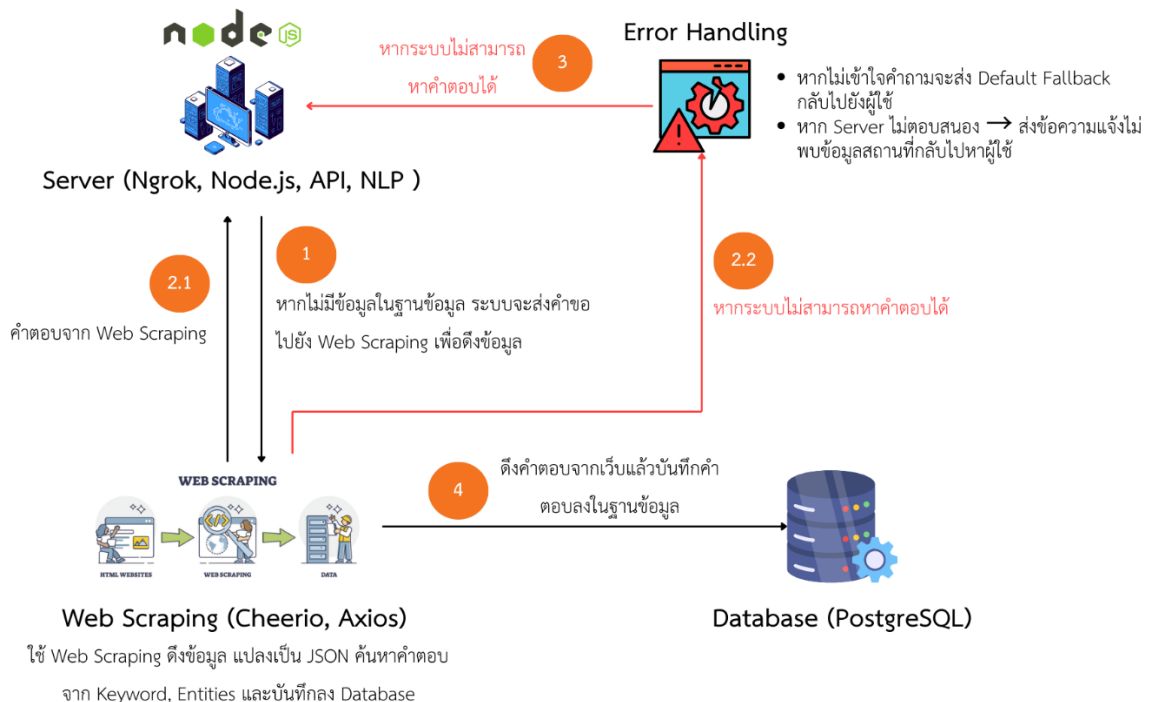 node JS
Error Handling
หากระบบไม่สามารถ
หาคำตอบได้
3
• หากไม่เข้าใจคำถามจะส่ง Default Fallback
กลับไปยังผู้ใช้
• หาก Server ไม่ตอบสนอง → ส่งข้อความแจ้งไม่
พบข้อมูลสถานที่กลับไปหาผู้ใช้
Server (Ngrok, Node.js, API, NLP )
2.1
1
2.2
คำตอบจาก Web Scraping
หากไม่มีข้อมูลในฐานข้อมูล ระบบจะส่งคำขอ
ไปยัง Web Scraping เพื่อดึงข้อมูล
หากระบบไม่สามารถหาคำตอบได้
WEB SCRAPING
HTML WEBSITES
WEB SCRAPING
DATA
4
ดึงคำตอบจากเว็บแล้วบันทึกคำ
ตอบลงในฐานข้อมูล
Web Scraping (Cheerio, Axios)
ใช้ Web Scraping ดึงข้อมูล แปลงเป็น JSON ค้นหาคำตอบ
จาก Keyword, Entities และบันทึกลง Database
Database (PostgreSQL)